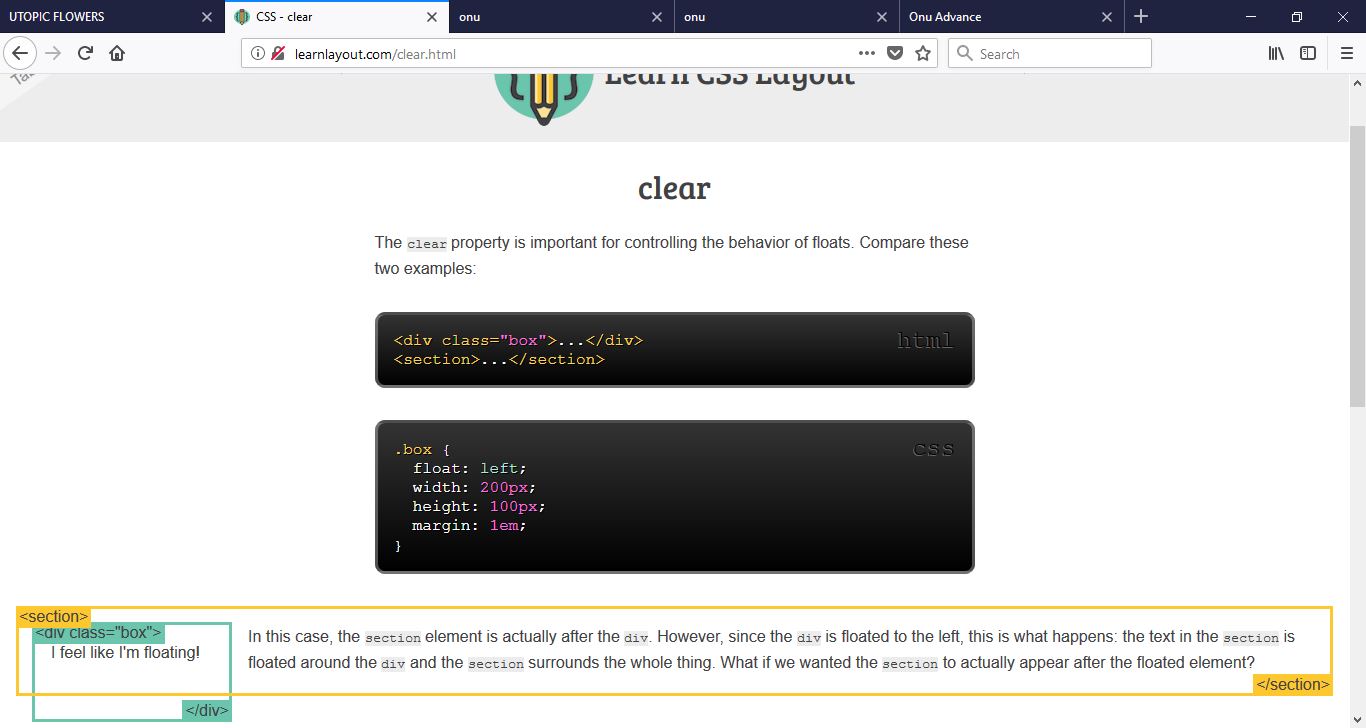 UTOPIC FLOWERS
CSS - clear
onu
onu
Onu Advance
learnlayout.com/clear.html
Search
Learn CSS Layout
clear
The clear property is important for controlling the behavior of floats. Compare these
two examples:
html
<div class="box">...</div>
<section>...</section>
css
.box {
float: left;
width: 200px;
height: 100px;
margin: 1em;
}
<section>
<div class="box">
I feel like I'm floating!
In this case, the section element is actually after the div. However, since the div is floated to the left, this is what happens: the text in the section is
floated around the div and the section surrounds the whole thing. What if we wanted the section to actually appear after the floated element?
</section>
</div>